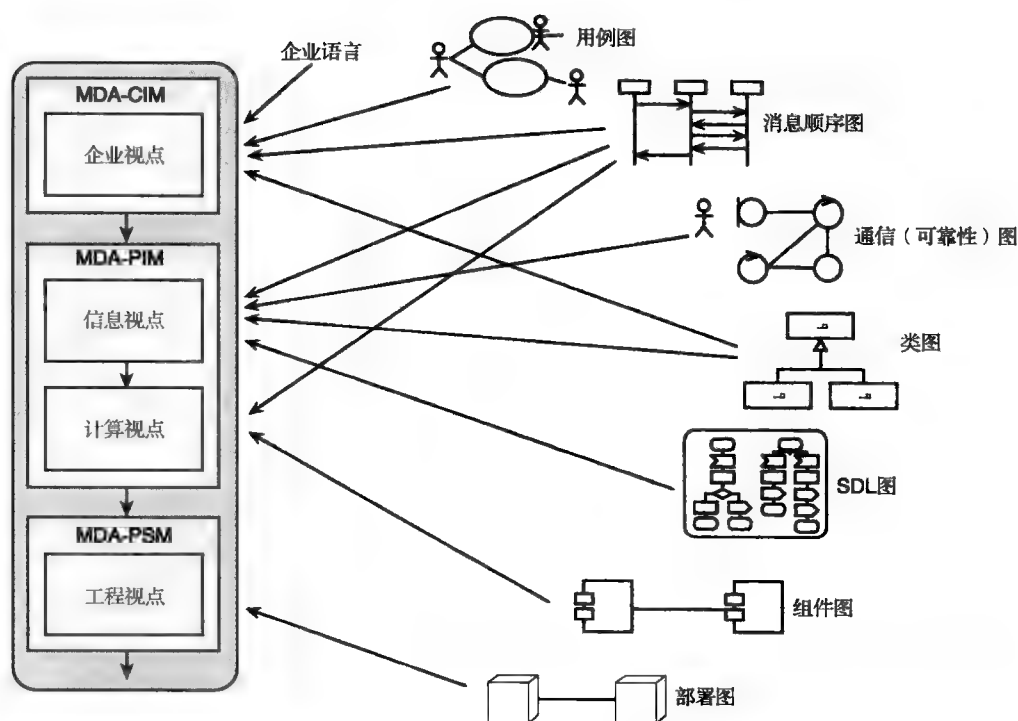 企业语言
用例图
MDA-CIM
企业视点
消息顺序图
通信（可靠性）图
MDA-PIM
信息视点
类图
计算视点
SDL图
MDA-PSM
工程视点
组件图
部署图